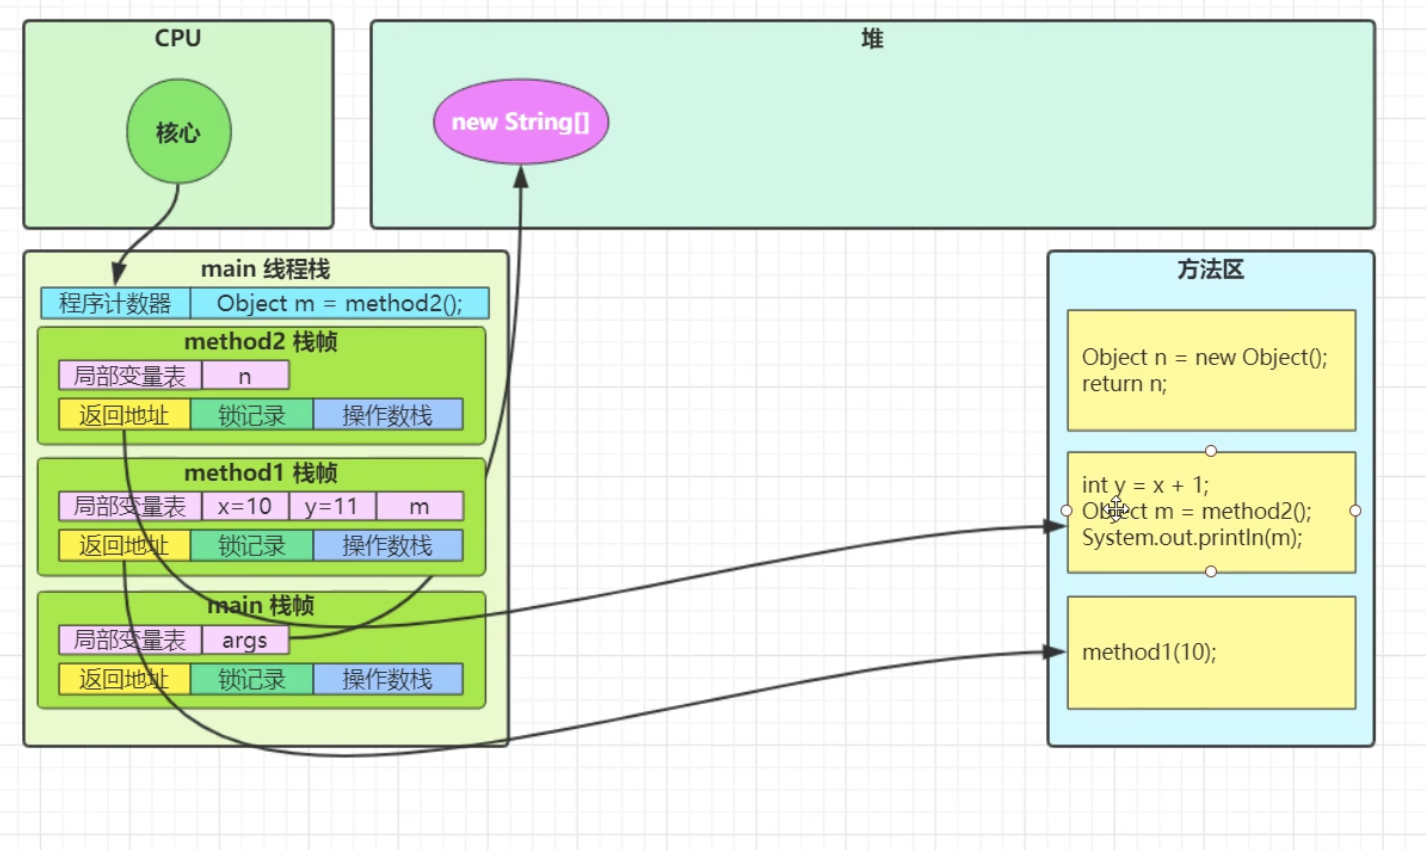 CPU
核心
堆
new String[]
main 线程栈
程序计数器 Object m = method2();
method2 栈帧
局部变量表 n
返回地址 锁记录 操作数栈
method1 栈帧
局部变量表 x=10 y=11 m
返回地址 锁记录 操作数栈
main 栈帧
局部变量表 args
返回地址 锁记录 操作数栈
方法区
Object n = new Object();
return n;
int y = x + 1;
Object m = method2();
System.out.println(m);
method1(10);